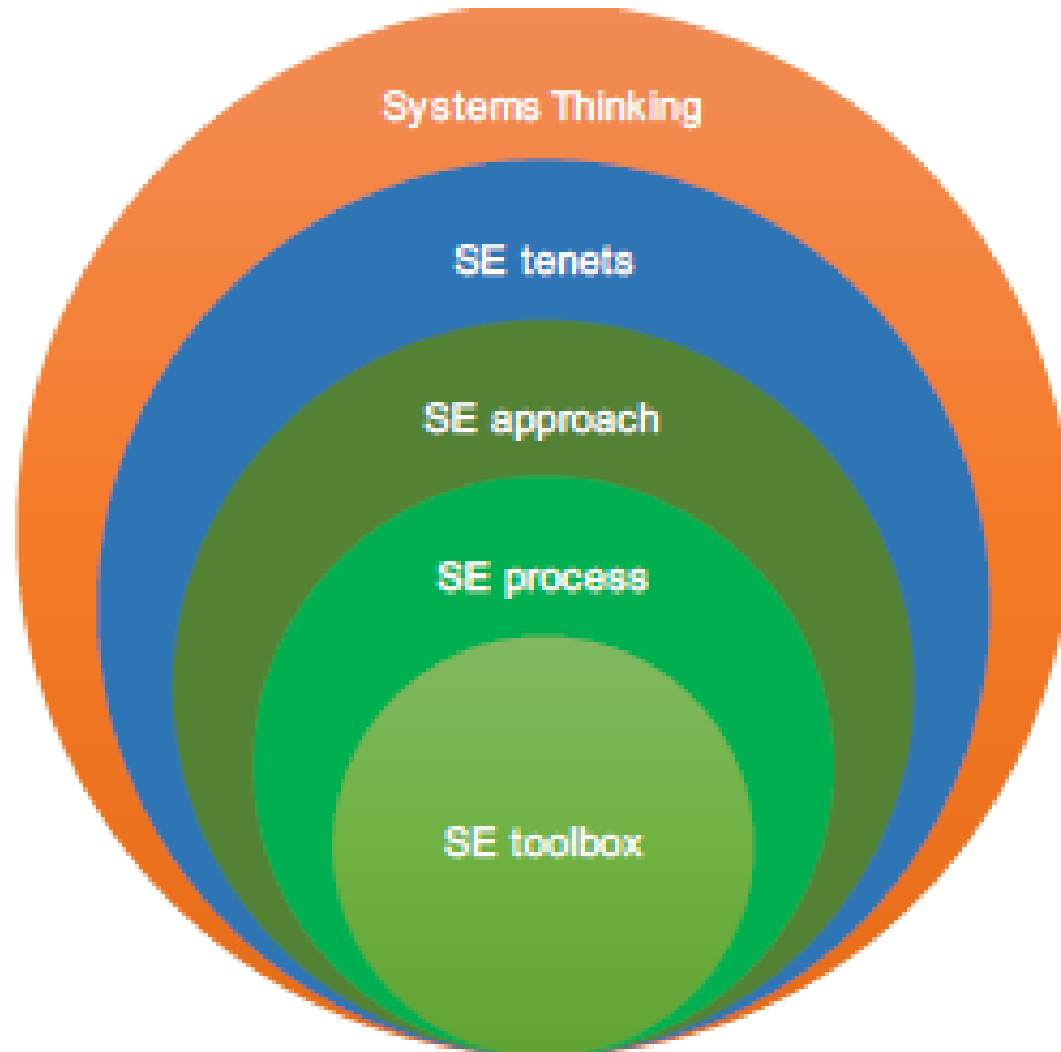 Systems Thinking
SE tenets
SE approach
SE process
SE toolbox